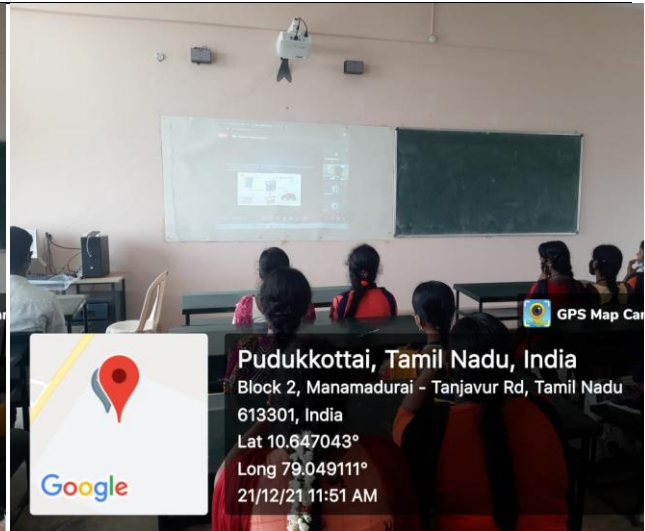 GPS Map Car
Pudukkottai, Tamil Nadu, India
Block 2, Manamadurai - Tanjavur Rd, Tamil Nadu
613301, India
Lat 10.647043°
Long 79.049111°
21/12/21 11:51 AM
Google